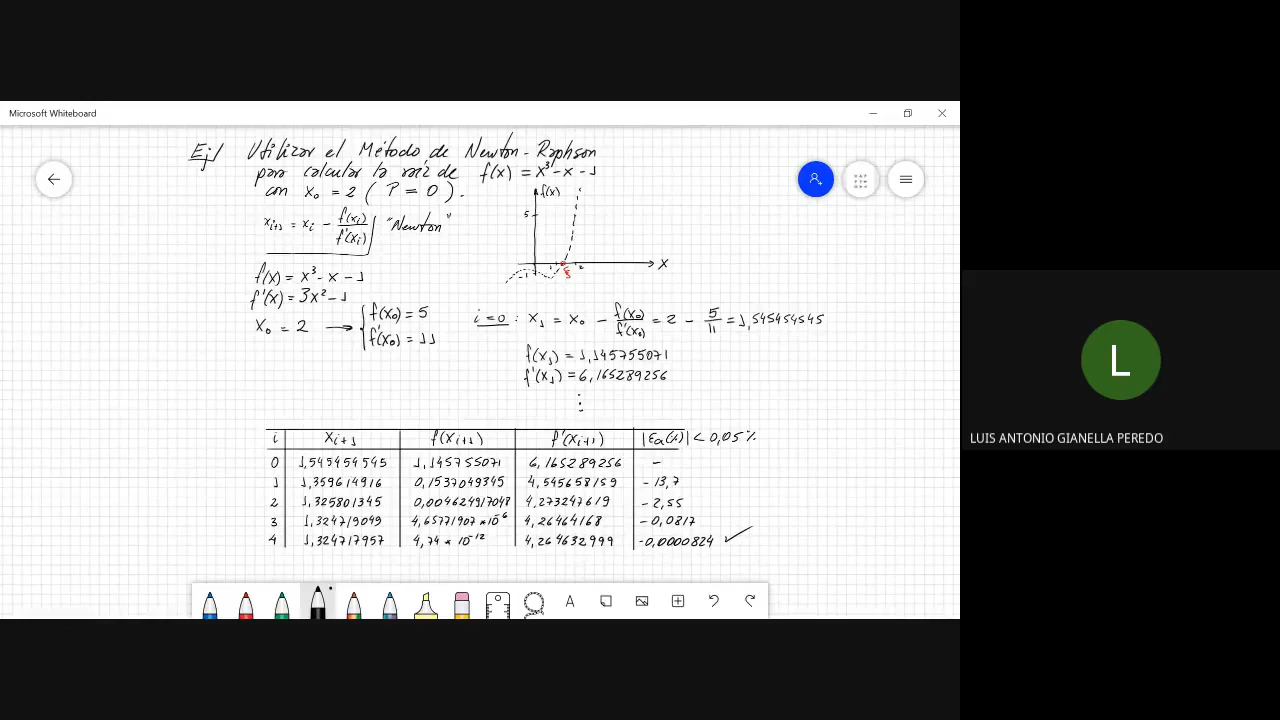 Microsoft Whiteboard
Ej/ Utilizar el Método de Newton-Raphson
para calcular la raíz de f(x) = x³ - x - 1
con x₀ = 2 ( P = 0 ).
xᵢ₊₁ = xᵢ - f(xᵢ)/f'(xᵢ) "Newton"
f(x)
5
-1
1
2
X
f(x) = x³ - x - 1
f'(x) = 3x² - 1
x₀ = 2 → { f(x₀) = 5
f'(x₀) = 11
i=0 : x₁ = x₀ - f(x₀)/f'(x₀) = 2 - 5/11 = 1,545454545
f(x₁) = 1,145755071
f'(x₁) = 6,165289256
⋮
i xᵢ₊₁ f(xᵢ₊₁) f'(xᵢ₊₁) |Ea(%)| < 0,05 %
0 1,545454545 1,145755071 6,165289256 -
1 1,359614916 0,1537049345 4,545658159 -13,7
2 1,325801345 0,004624917048 4,273247619 -2,55
3 1,324719049 4,65771907*10⁻⁶ 4,26464168 -0,0817
4 1,324717957 4,74 * 10⁻¹² 4,264632999 -0,0000824 ✓
A
L
LUIS ANTONIO GIANELLA PEREDO